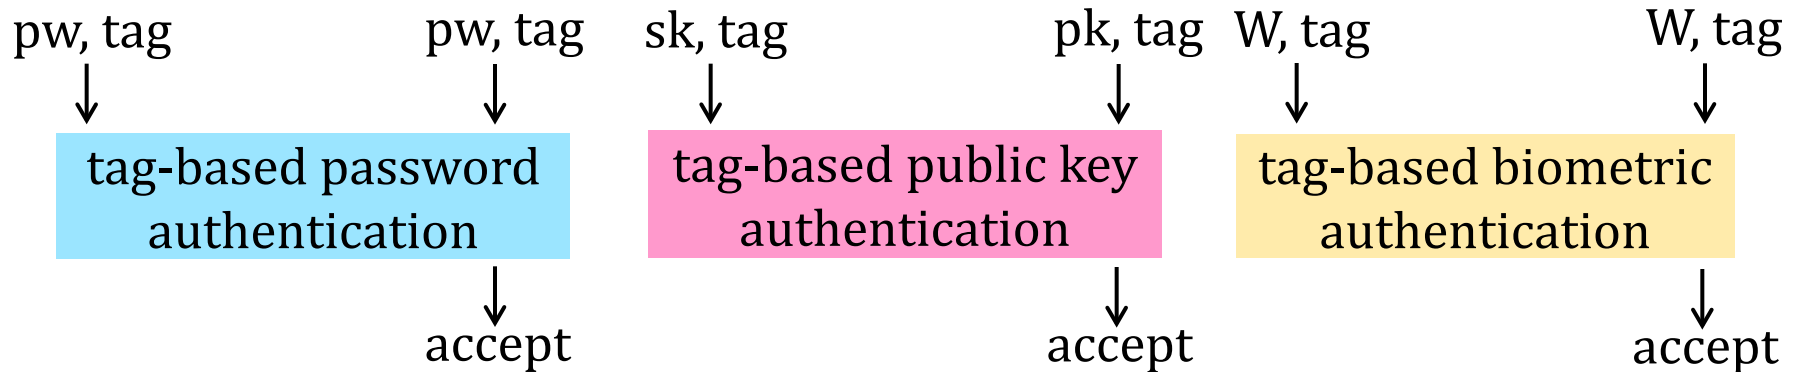 pw, tag
pw, tag
sk, tag
pk, tag
W, tag
W, tag
tag-based password
authentication
tag-based public key
authentication
tag-based biometric
authentication
accept
accept
accept